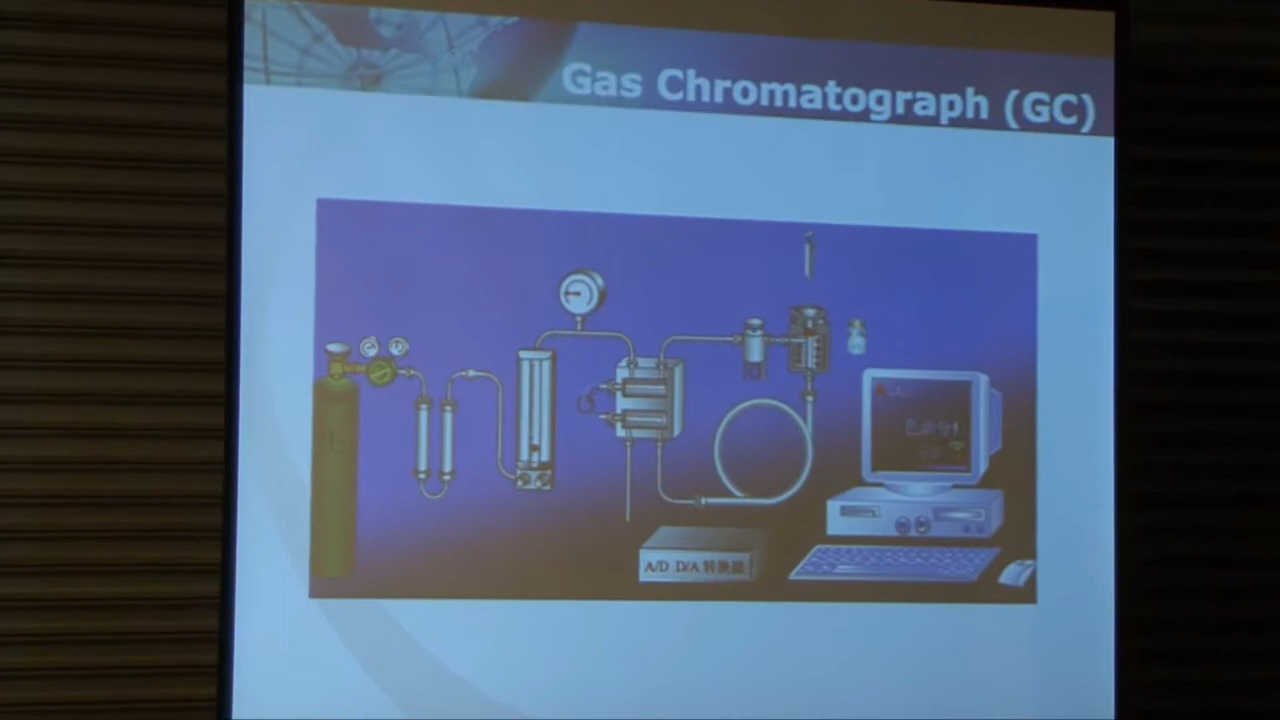 Gas Chromatograph (GC)
A/D D/A 转换器